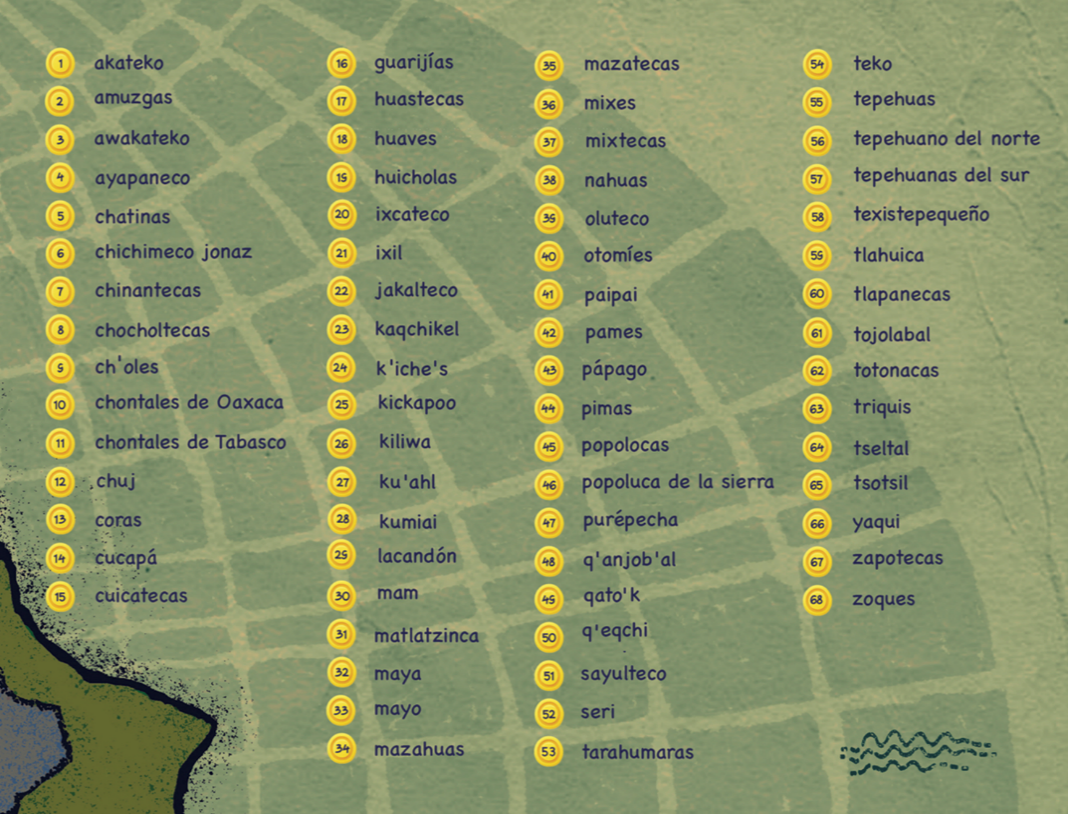 1 akateko
2 amuzgas
3 awakateko
4 ayapaneco
5 chatinas
6 chichimeco jonaz
7 chinantecas
8 chocholtecas
9 ch'oles
10 chontales de Oaxaca
11 chontales de Tabasco
12 chuj
13 coras
14 cucapá
15 cuicatecas
16 guarijías
17 huastecas
18 huaves
19 huicholas
20 ixcateco
21 ixil
22 jakalteco
23 kaqchikel
24 k'iche's
25 kickapoo
26 kiliwa
27 ku'ahl
28 kumiai
29 lacandón
30 mam
31 matlatzinca
32 maya
33 mayo
34 mazahuas
35 mazatecas
36 mixes
37 mixtecas
38 nahuas
39 oluteco
40 otomíes
41 paipai
42 pames
43 pápago
44 pimas
45 popolocas
46 popoluca de la sierra
47 purépecha
48 q'anjob'al
49 qato'k
50 q'eqchi
51 sayulteco
52 seri
53 tarahumaras
54 teko
55 tepehuas
56 tepehuano del norte
57 tepehuanas del sur
58 texistepequeño
59 tlahuica
60 tlapanecas
61 tojolabal
62 totonacas
63 triquis
64 tseltal
65 tsotsil
66 yaqui
67 zapotecas
68 zoques